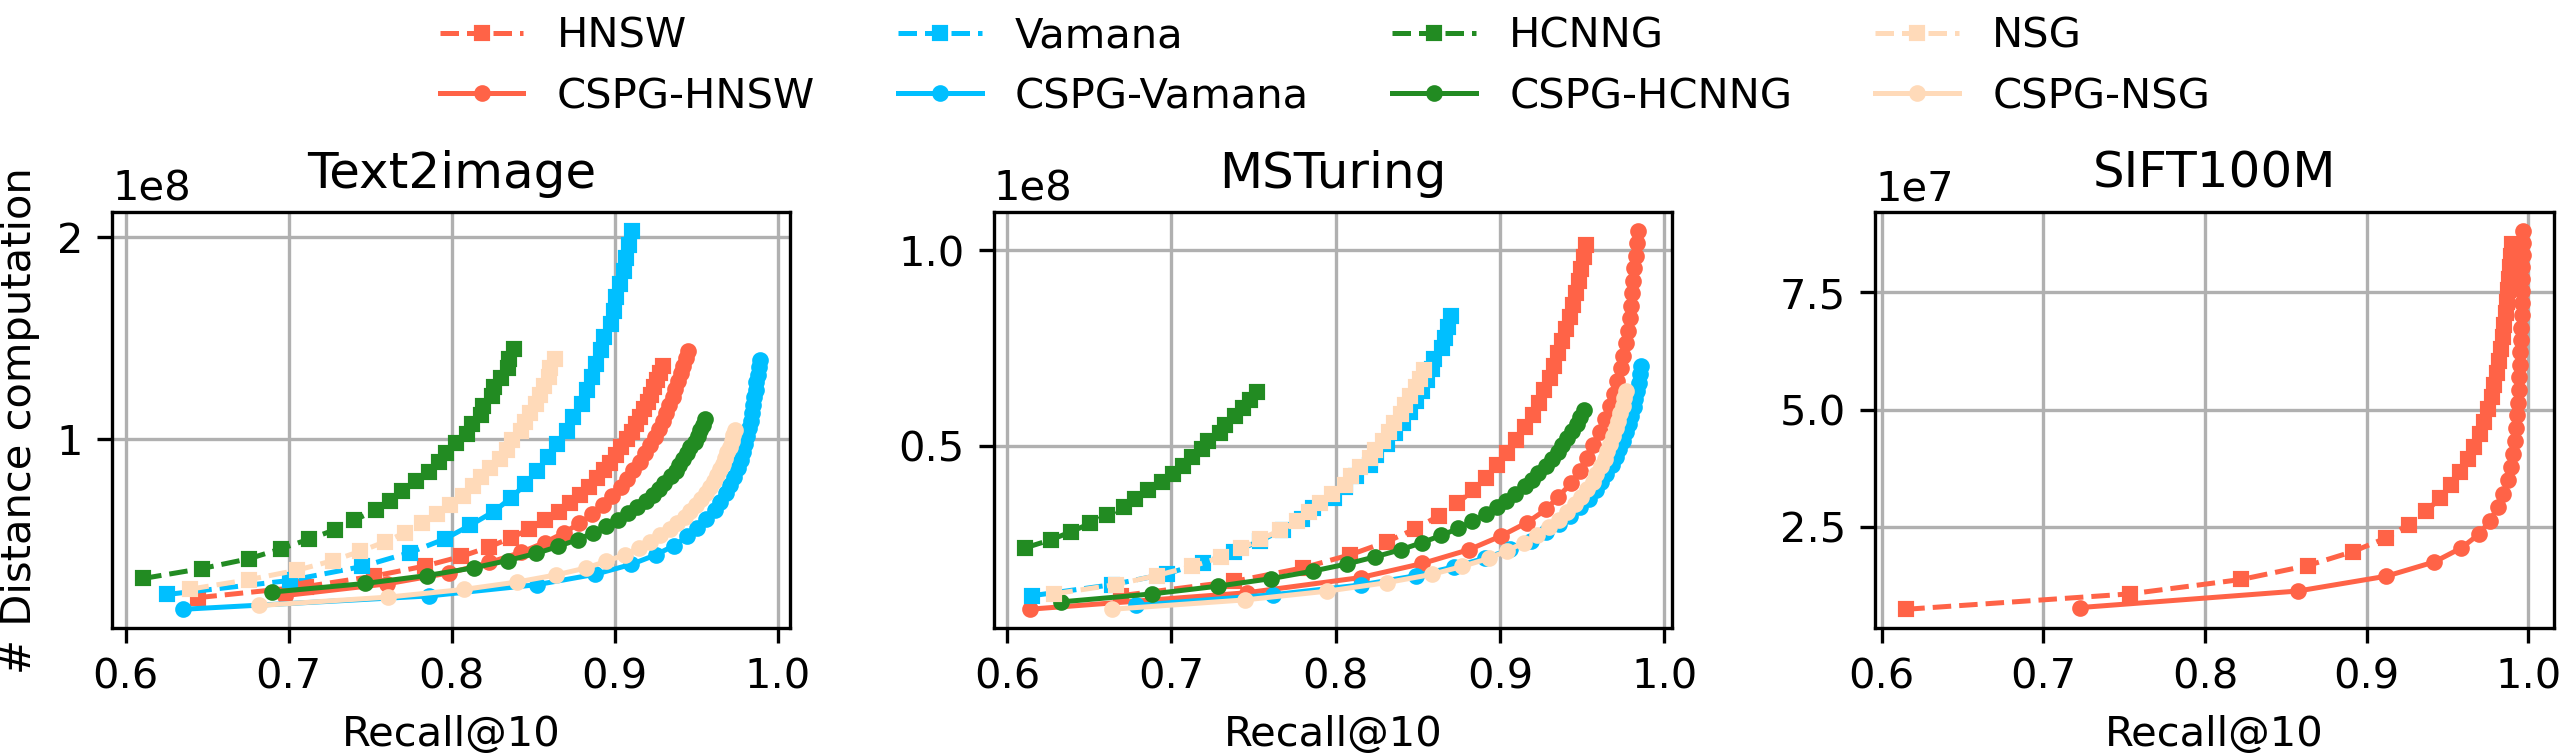 HNSW Vamana HCNNG NSG
CSPG-HNSW CSPG-Vamana CSPG-HCNNG CSPG-NSG
Text2image MSTuring SIFT100M
1e8 1e8 1e7
# Distance computation
2
1
1.0
0.5
7.5
5.0
2.5
0.6 0.7 0.8 0.9 1.0 0.6 0.7 0.8 0.9 1.0 0.6 0.7 0.8 0.9 1.0
Recall@10 Recall@10 Recall@10